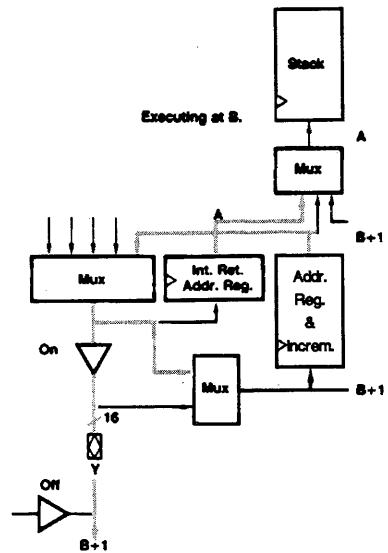 Stack
Executing at B.
A
Mux
A
B+1
Mux
Int. Ret.
Addr. Reg.
Addr.
Reg.
&
Increm.
On
Mux
B+1
16
Y
Off
B+1